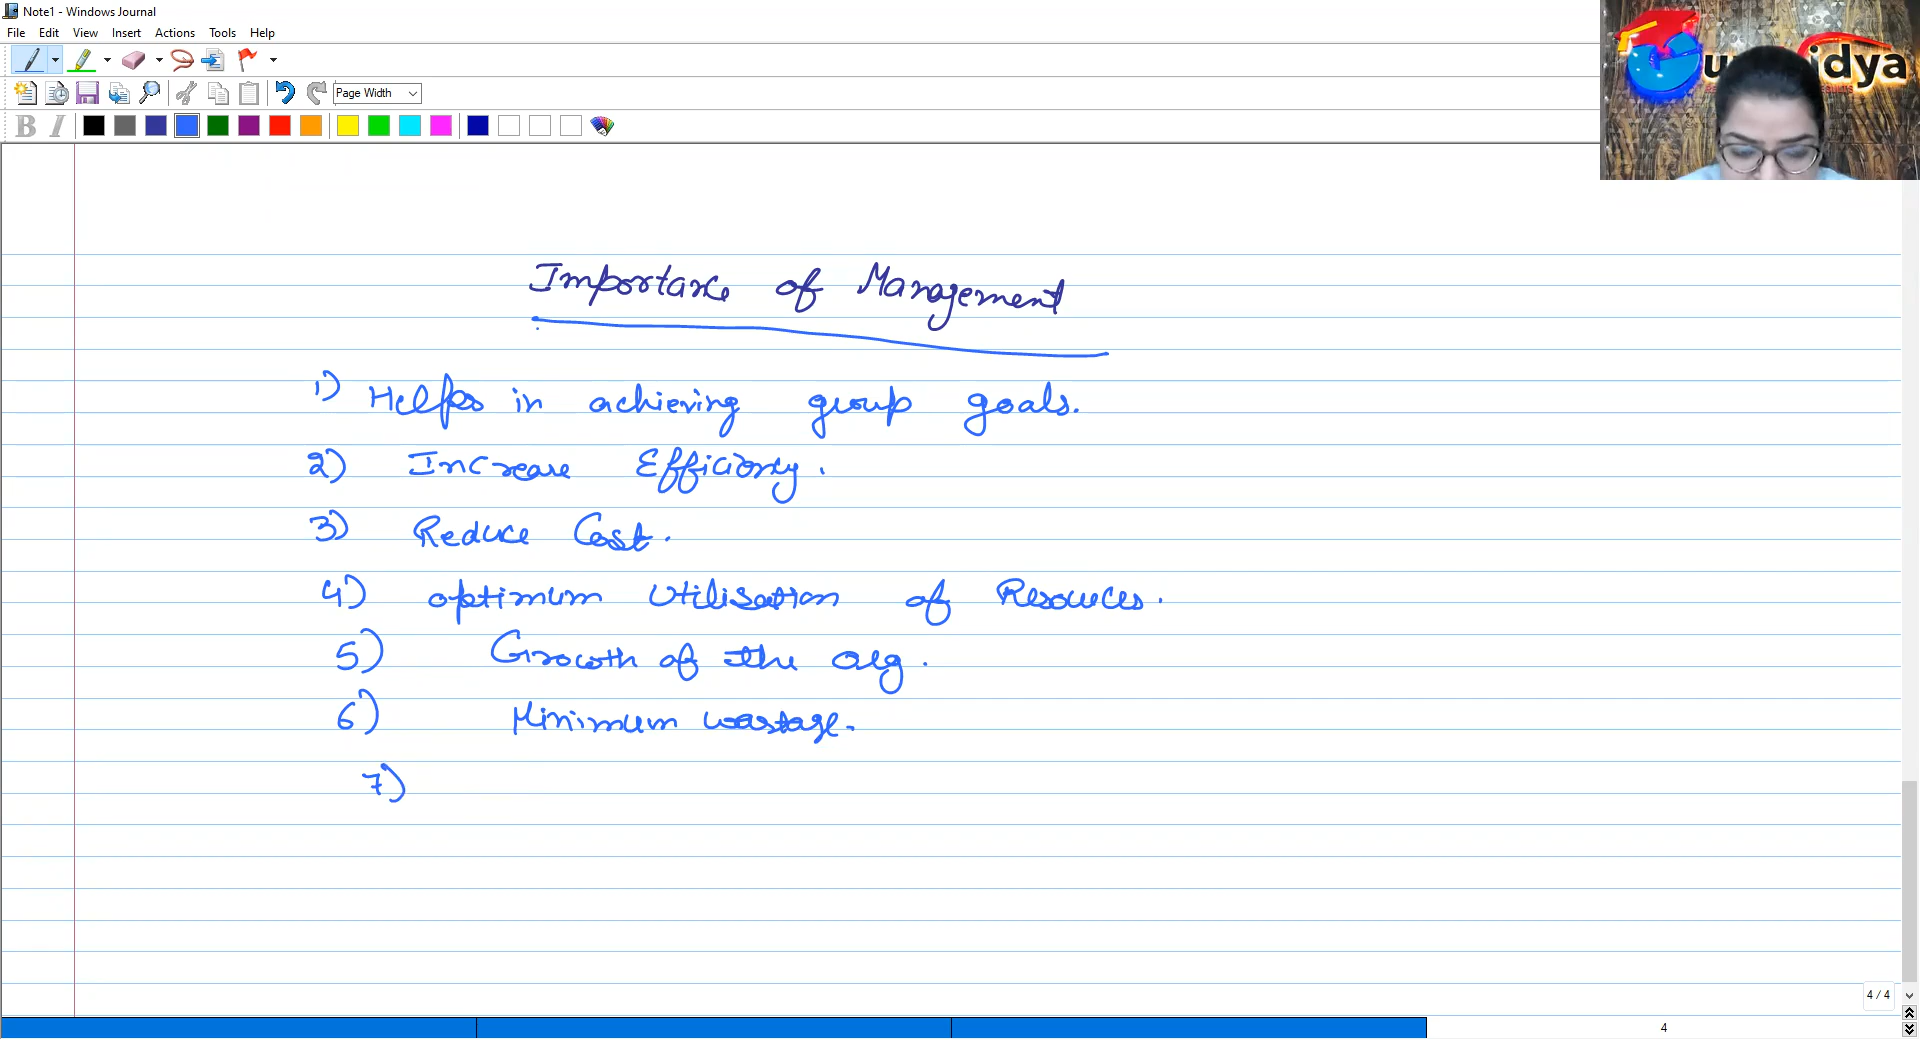 Note1 - Windows Journal
File Edit View Insert Actions Tools Help
Page Width
B I
Importance of Management
1) Helps in achieving group goals.
2) Increase Efficiency.
3) Reduce Cost.
4) optimum Utilisation of Resources.
5) Growth of the org.
6) Minimum wastage.
7)
4 / 4
4
idya